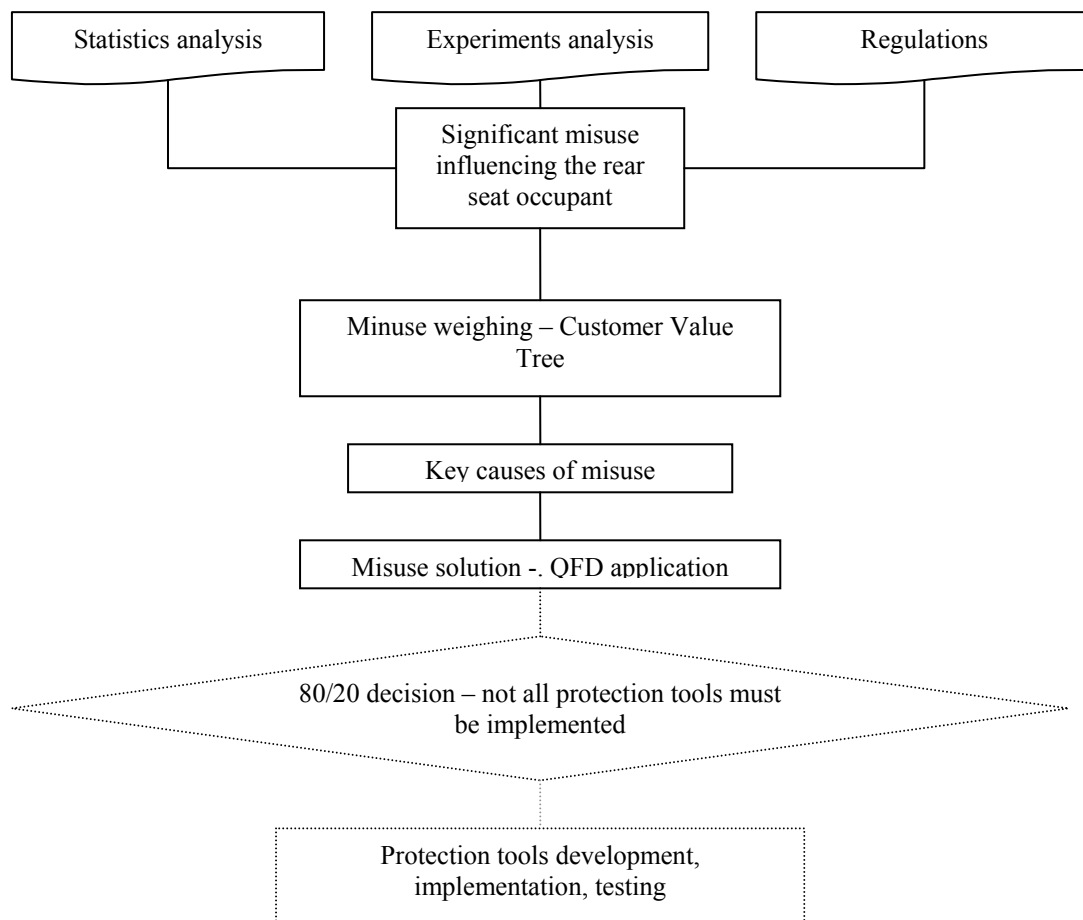 Statistics analysis
Experiments analysis
Regulations
Significant misuse
influencing the rear
seat occupant
Minuse weighing – Customer Value
Tree
Key causes of misuse
Misuse solution -. QFD application
80/20 decision – not all protection tools must
be implemented
Protection tools development,
implementation, testing